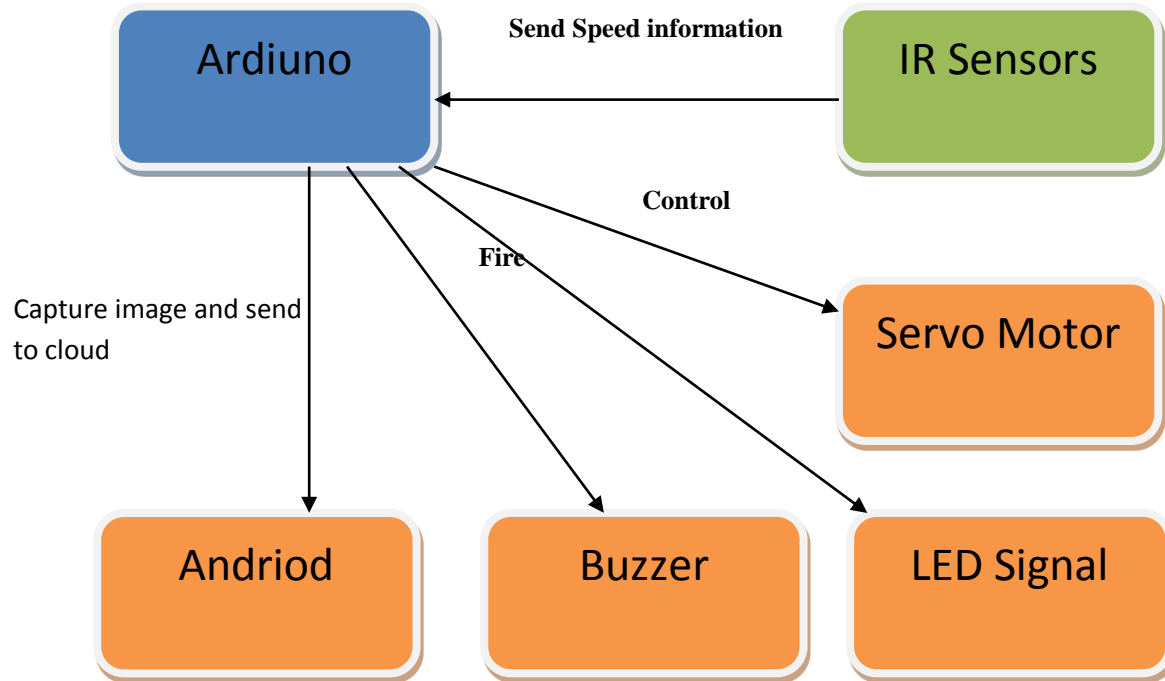 Ardiuno
Send Speed information
IR Sensors
Control
Fire
Capture image and send
to cloud
Servo Motor
Andriod
Buzzer
LED Signal